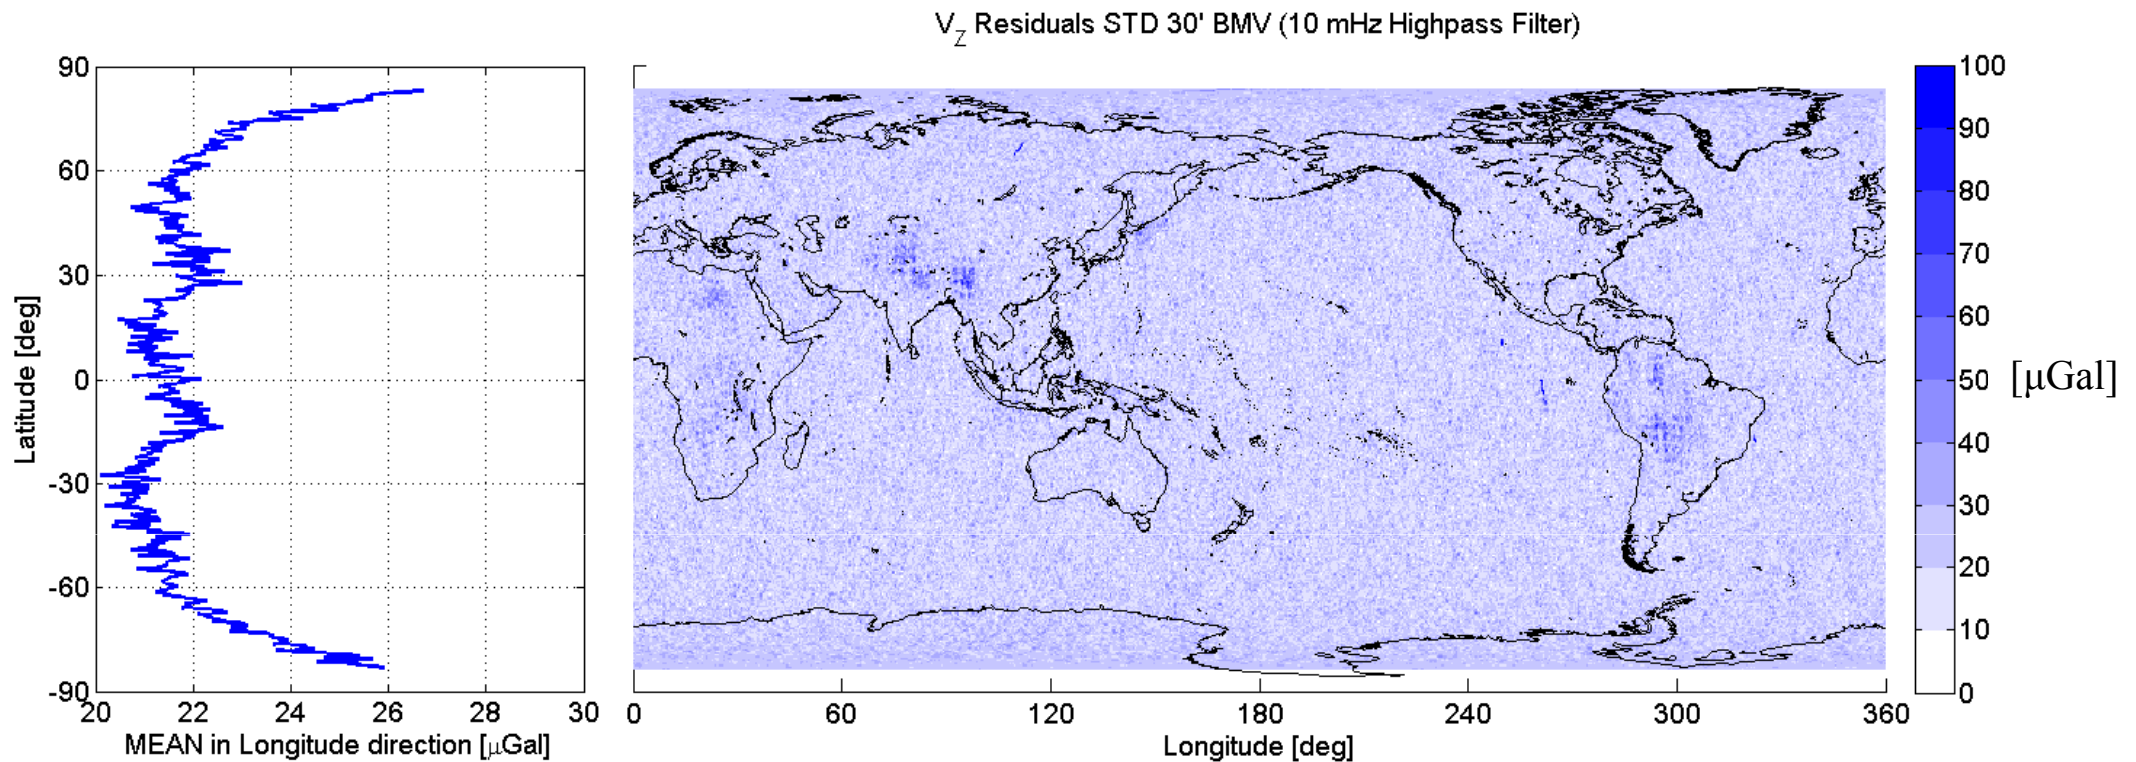 V_Z Residuals STD 30' BMV (10 mHz Highpass Filter)
90
60
30
0
-30
-60
-90
Latitude [deg]
20 22 24 26 28 30
MEAN in Longitude direction [μGal]
0 60 120 180 240 300 360
Longitude [deg]
100
90
80
70
60
50
40
30
20
10
0
[μGal]